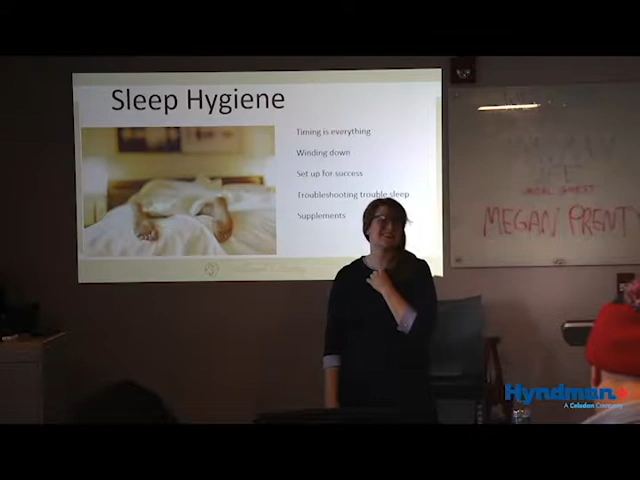 Sleep Hygiene
Timing is everything
Winding down
Set up for success
Troubleshooting trouble sleep
Supplements
GUEST
MEGAN PRENT
Hyndman
A Celadon Company